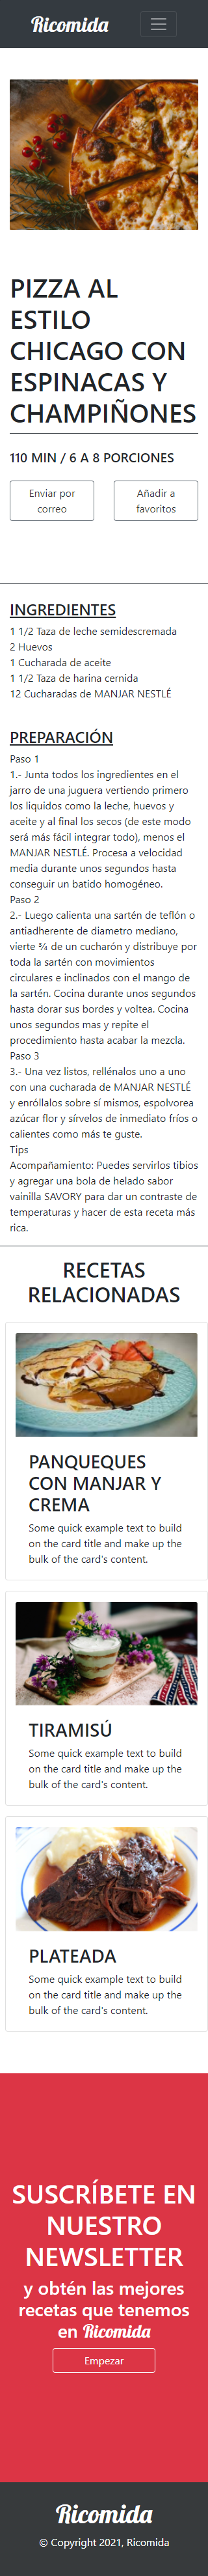 Ricomida
PIZZA AL
ESTILO
CHICAGO CON
ESPINACAS Y
CHAMPIÑONES
110 MIN / 6 A 8 PORCIONES
Enviar por
correo
Añadir a
favoritos
INGREDIENTES
1 1/2 Taza de leche semidescremada
2 Huevos
1 Cucharada de aceite
1 1/2 Taza de harina cernida
12 Cucharadas de MANJAR NESTLÉ
PREPARACIÓN
Paso 1
1.- Junta todos los ingredientes en el
jarro de una juguera vertiendo primero
los líquidos como la leche, huevos y
aceite y al final los secos (de este modo
será más fácil integrar todo), menos el
MANJAR NESTLÉ. Procesa a velocidad
media durante unos segundos hasta
conseguir un batido homogéneo.
Paso 2
2.- Luego calienta una sartén de teflón o
antiadherente de diametro mediano,
vierte ¾ de un cucharón y distribuye por
toda la sartén con movimientos
circulares e inclinados con el mango de
la sartén. Cocina durante unos segundos
hasta dorar sus bordes y voltea. Cocina
unos segundos mas y repite el
procedimiento hasta acabar la mezcla.
Paso 3
3.- Una vez listos, rellénalos uno a uno
con una cucharada de MANJAR NESTLÉ
y enróllalos sobre sí mismos, espolvorea
azúcar flor y sírvelos de inmediato fríos o
calientes como más te guste.
Tips
Acompañamiento: Puedes servirlos tibios
y agregar una bola de helado sabor
vainilla SAVORY para dar un contraste de
temperaturas y hacer de esta receta más
rica.
RECETAS
RELACIONADAS
PANQUEQUES
CON MANJAR Y
CREMA
Some quick example text to build
on the card title and make up the
bulk of the card's content.
TIRAMISÚ
Some quick example text to build
on the card title and make up the
bulk of the card's content.
PLATEADA
Some quick example text to build
on the card title and make up the
bulk of the card's content.
SUSCRÍBETE EN
NUESTRO
NEWSLETTER
y obtén las mejores
recetas que tenemos
en Ricomida
Empezar
Ricomida
© Copyright 2021, Ricomida